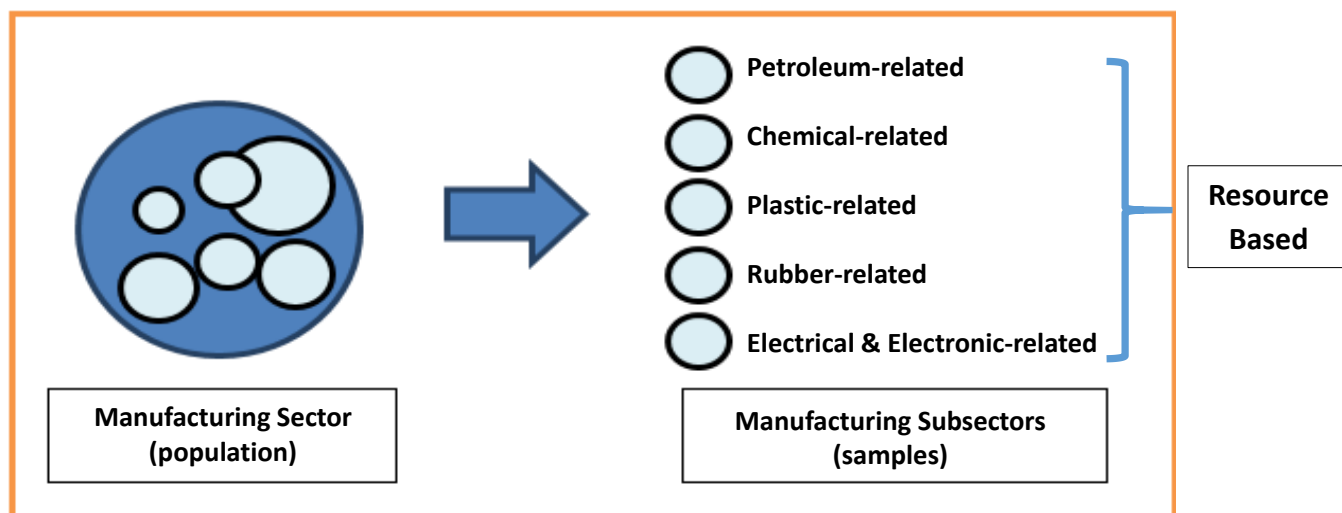 Petroleum-related
Chemical-related
Plastic-related
Rubber-related
Electrical & Electronic-related
Resource
Based
Manufacturing Sector
(population)
Manufacturing Subsectors
(samples)